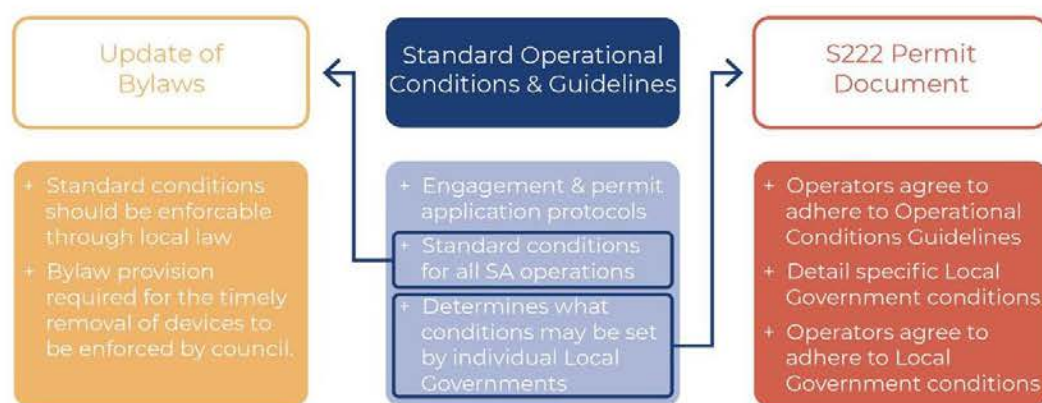 Update of
Bylaws
+ Standard conditions
should be enforcable
through local law
+ Bylaw provision
required for the timely
removal of devices to
be enforced by council.
Standard Operational
Conditions & Guidelines
+ Engagement & permit
application protocols
+ Standard conditions
for all SA operations
+ Determines what
conditions may be set
by individual Local
Governments
S222 Permit
Document
+ Operators agree to
adhere to Operational
Conditions Guidelines
+ Detail specific Local
Government conditions
+ Operators agree to
adhere to Local
Government conditions